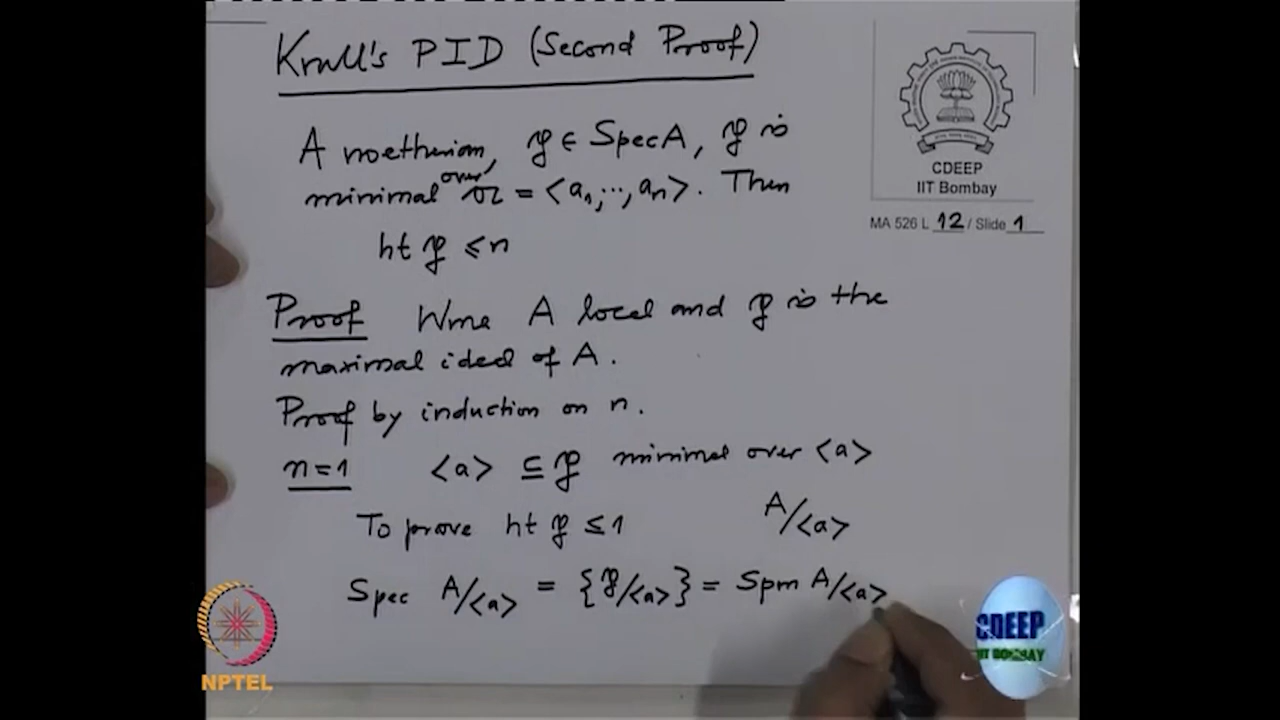 Krull's PID (Second Proof)
A noetherian, 𝔭 ∈ Spec A, 𝔭 is
minimal over 𝔞 = <a₁, ..., aₙ>. Then
ht 𝔭 ≤ n
Proof Wma A local and 𝔭 is the
maximal ideal of A.
Proof by induction on n.
n=1 <a> ⊆ 𝔭 minimal over <a>
To prove ht 𝔭 ≤ 1 A/<a>
Spec A/<a> = {𝔭/<a>} = Spm A/<a>
CDEEP
IIT Bombay
MA 526 L 12 / Slide 1
NPTEL
CDEEP
IIT BOMBAY